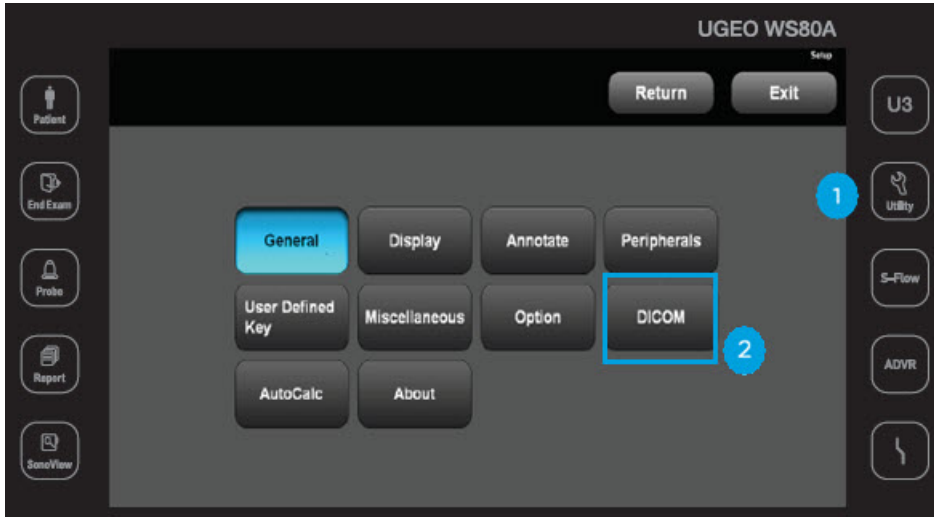 UGEO WS80A
Setup
Return
Exit
Patient
U3
End Exam
1
Utility
General
Display
Annotate
Peripherals
Probe
S-Flow
User Defined
Key
Miscellaneous
Option
DICOM
2
Report
ADVR
AutoCalc
About
SonoView